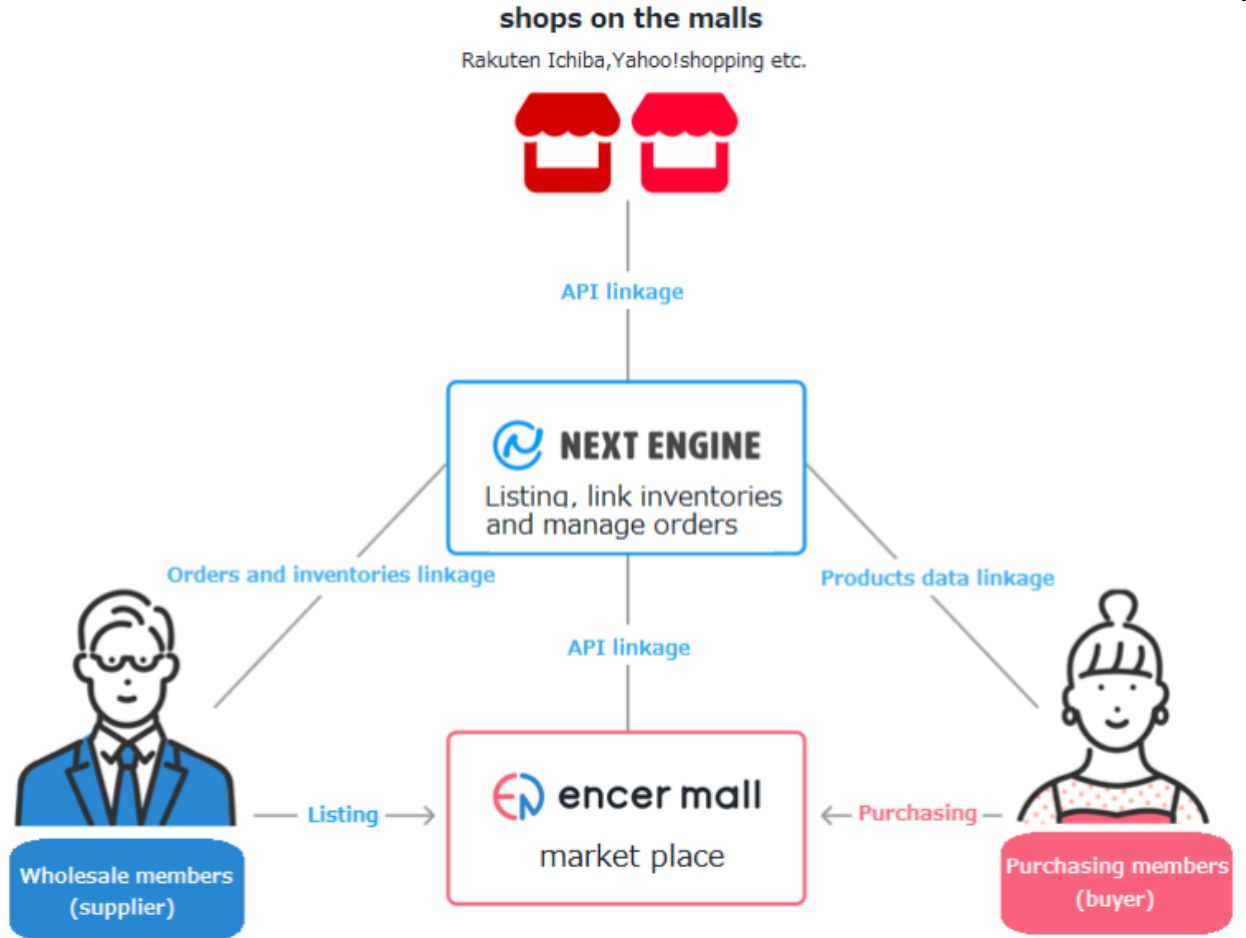 shops on the malls
Rakuten Ichiba,Yahoo!shopping etc.
API linkage
NEXT ENGINE
Listing, link inventories
and manage orders
Orders and inventories linkage
Products data linkage
API linkage
encer mall
market place
Listing
Purchasing
Wholesale members
(supplier)
Purchasing members
(buyer)